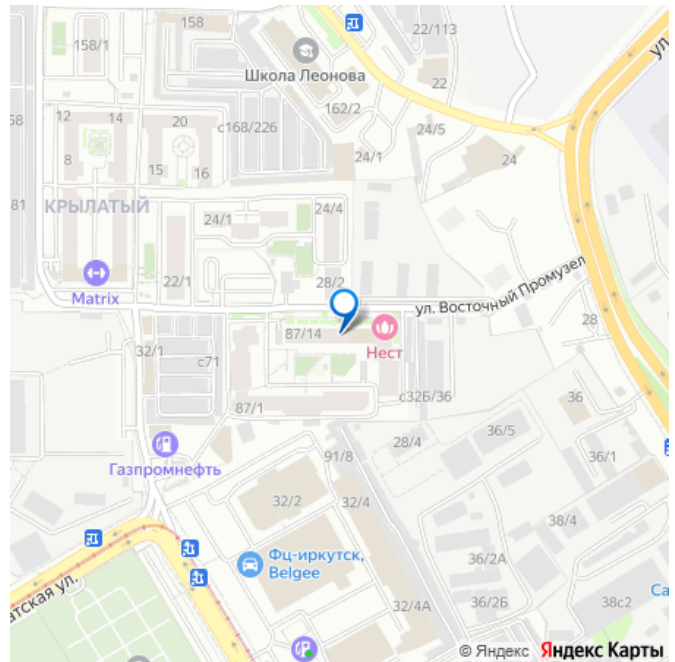 158
22/113
158/1
Школа Леонова
ул.
22
58
12
14
20
162/2
с168/226
24/5
8
15
16
24/1
24
81
КРЫЛАТЫЙ
24/1
24/4
22/1
28/2
ул. Восточный Промузел
Matrix
28
87/14
32/1
с71
Нест
87/1
с32Б/36
36
28/4
36/5
36/1
Газпромнефть
91/8
32/2
32/4
38/4
Фц-иркутск,
Belgee
36/2А
атская ул.
32/4А
36/2Б
38с2
Са
© Яндекс Яндекс Карты